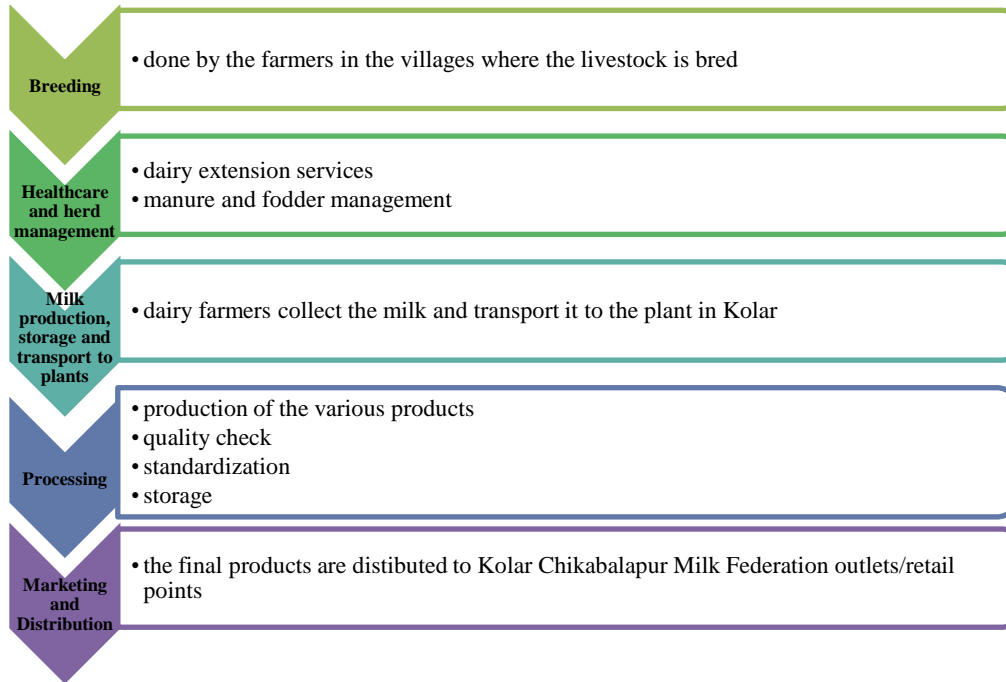 Breeding
• done by the farmers in the villages where the livestock is bred
Healthcare
and herd
management
• dairy extension services
• manure and fodder management
Milk
production,
storage and
transport to
plants
• dairy farmers collect the milk and transport it to the plant in Kolar
Processing
• production of the various products
• quality check
• standardization
• storage
Marketing
and
Distribution
• the final products are distibuted to Kolar Chikabalapur Milk Federation outlets/retail
points